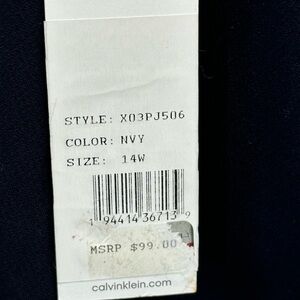 STYLE: X03PJ506
COLOR: NVY
SIZE: 14W
1 94414 36713 9
MSRP $99.00
calvinklein.com